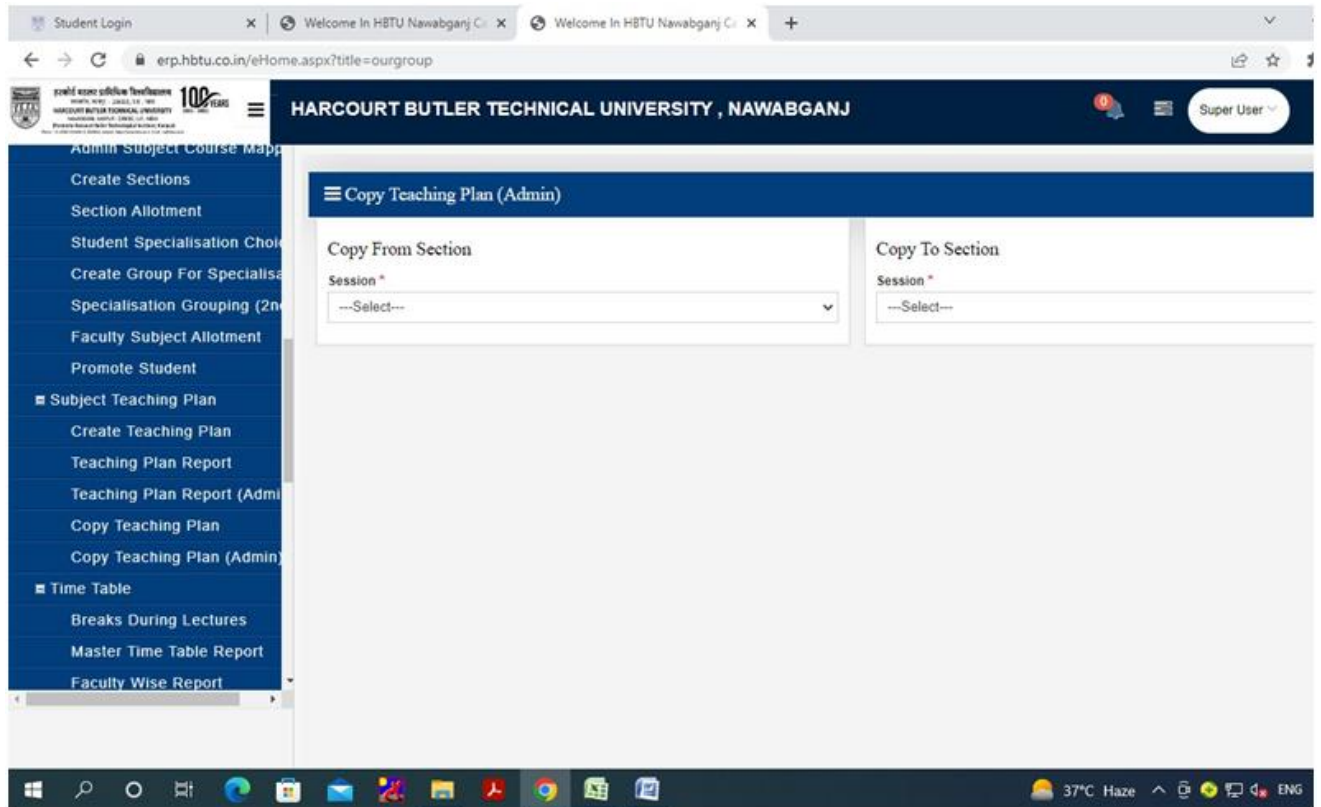 Student Login
Welcome In HBTU Nawabganj C
Welcome In HBTU Nawabganj C
erp.hbtu.co.in/eHome.aspx?title=ourgroup
100 YEARS
HARCOURT BUTLER TECHNICAL UNIVERSITY , NAWABGANJ
0
Super User
Admin Subject Course Mapp
Create Sections
Section Allotment
Student Specialisation Choi
Create Group For Specialisa
Specialisation Grouping (2n
Faculty Subject Allotment
Promote Student
Subject Teaching Plan
Create Teaching Plan
Teaching Plan Report
Teaching Plan Report (Admi
Copy Teaching Plan
Copy Teaching Plan (Admin)
Time Table
Breaks During Lectures
Master Time Table Report
Faculty Wise Report
Copy Teaching Plan (Admin)
Copy From Section
Session *
---Select---
Copy To Section
Session *
---Select---
37°C Haze
ENG